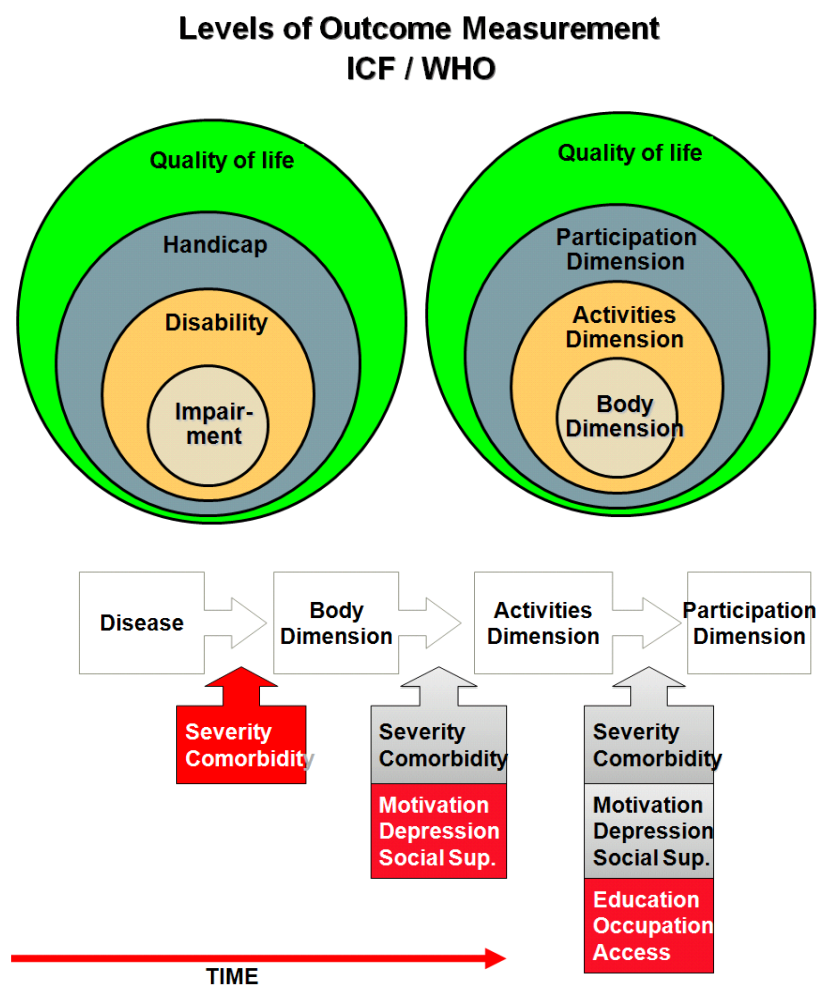 Levels of Outcome Measurement
ICF / WHO
Quality of life
Handicap
Disability
Impair-
ment
Quality of life
Participation
Dimension
Activities
Dimension
Body
Dimension
Disease
Body
Dimension
Activities
Dimension
Participation
Dimension
Severity
Comorbidity
Severity
Comorbidity
Motivation
Depression
Social Sup.
Severity
Comorbidity
Motivation
Depression
Social Sup.
Education
Occupation
Access
TIME